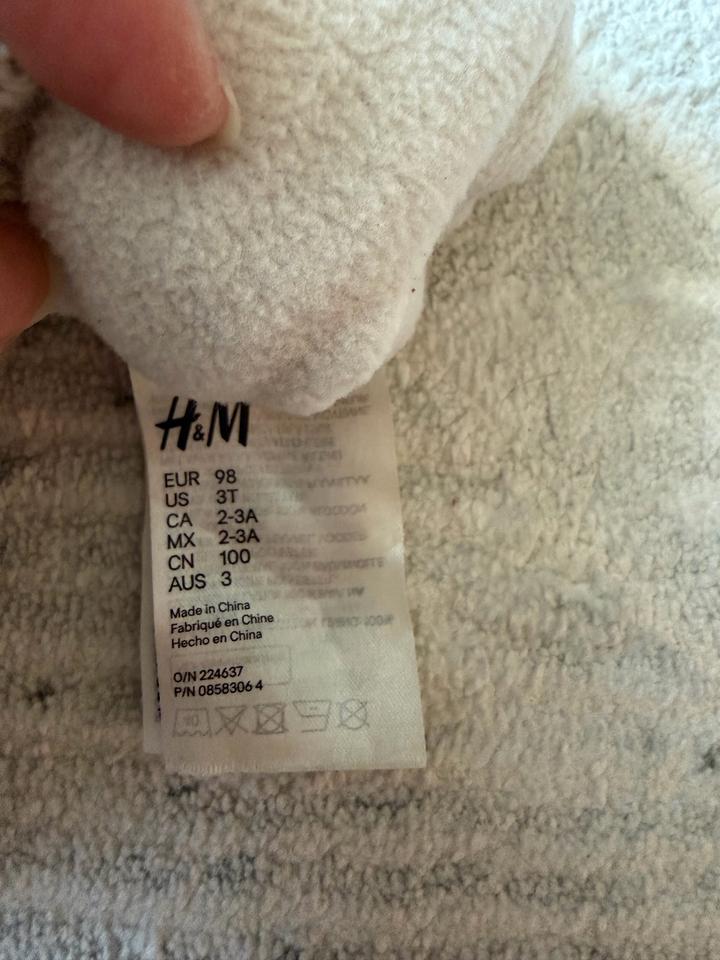 H&M
EUR 98
US 3T
CA 2-3A
MX 2-3A
CN 100
AUS 3
Made in China
Fabriqué en Chine
Hecho en China
O/N 224637
P/N 0858306 4